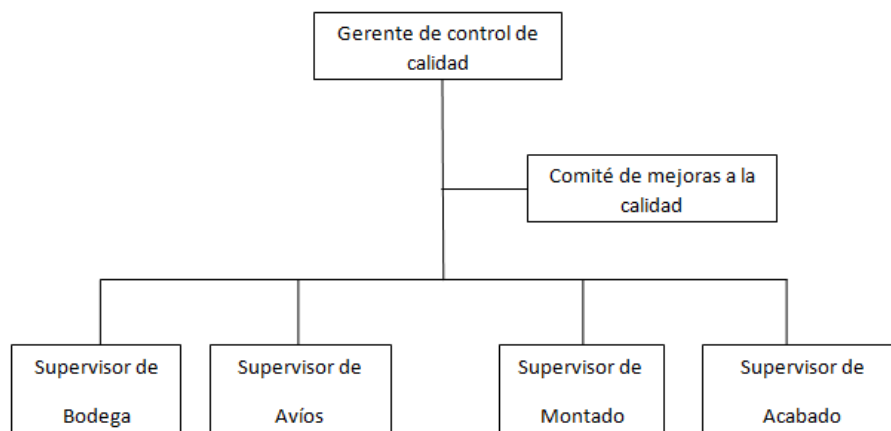 Gerente de control de
calidad
Comité de mejoras a la
calidad
Supervisor de
Bodega
Supervisor de
Avíos
Supervisor de
Montado
Supervisor de
Acabado